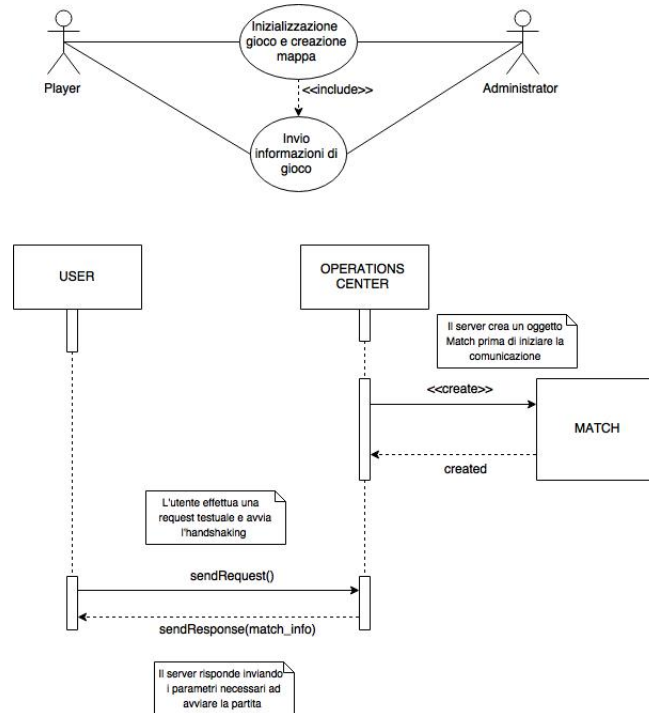 Inizializzazione
gioco e creazione
mappa
Player
<<include>>
Administrator
Invio
informazioni di
gioco
USER
OPERATIONS
CENTER
Il server crea un oggetto
Match prima di iniziare la
comunicazione
<<create>>
MATCH
created
L'utente effettua una
request testuale e avvia
l'handshaking
sendRequest()
sendResponse(match_info)
Il server risponde inviando
i parametri necessari ad
avviare la partita